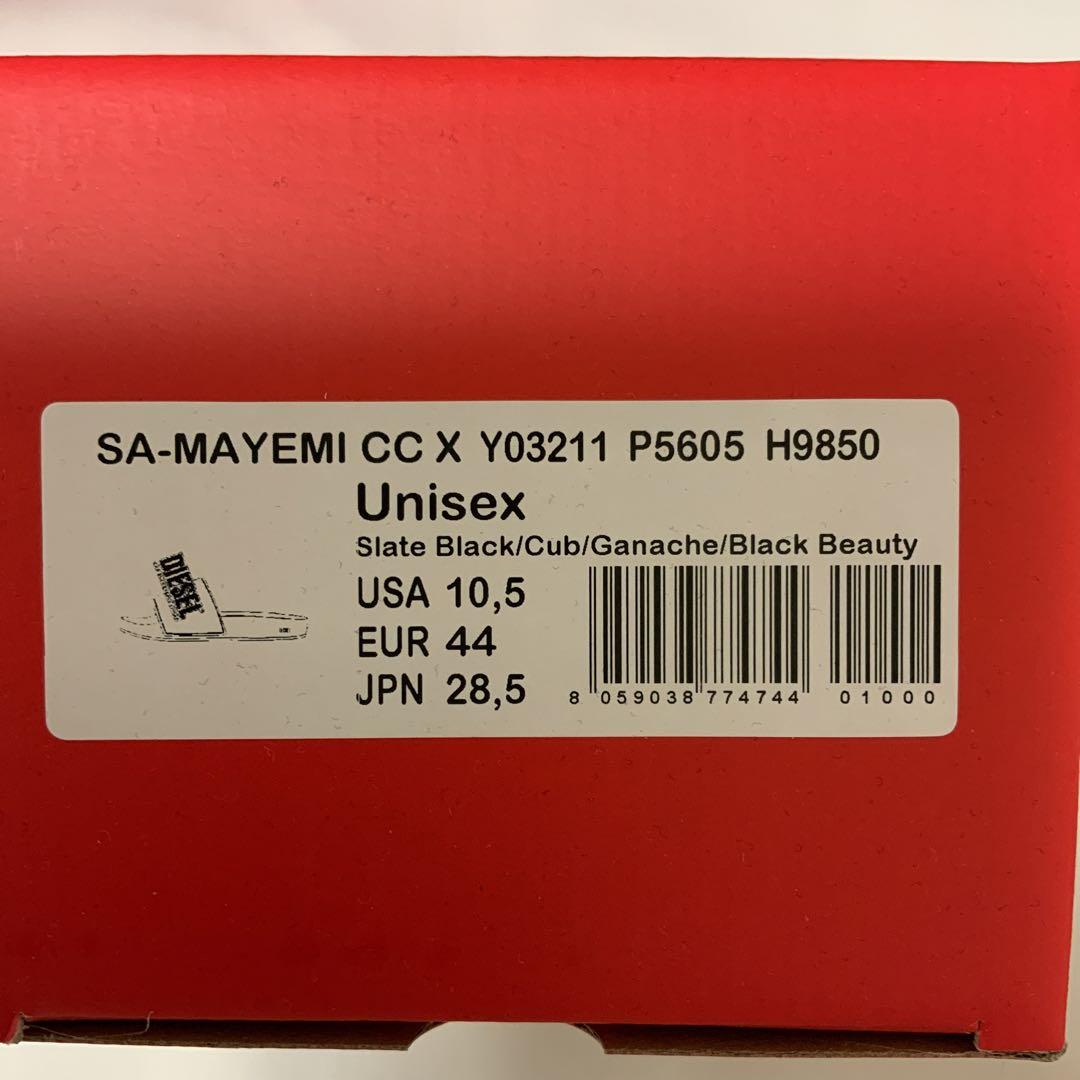 SA-MAYEMI CC X Y03211 P5605 H9850
Unisex
Slate Black/Cub/Ganache/Black Beauty
DIESEL
USA 10,5
EUR 44
JPN 28,5
8 059038 774744 01000